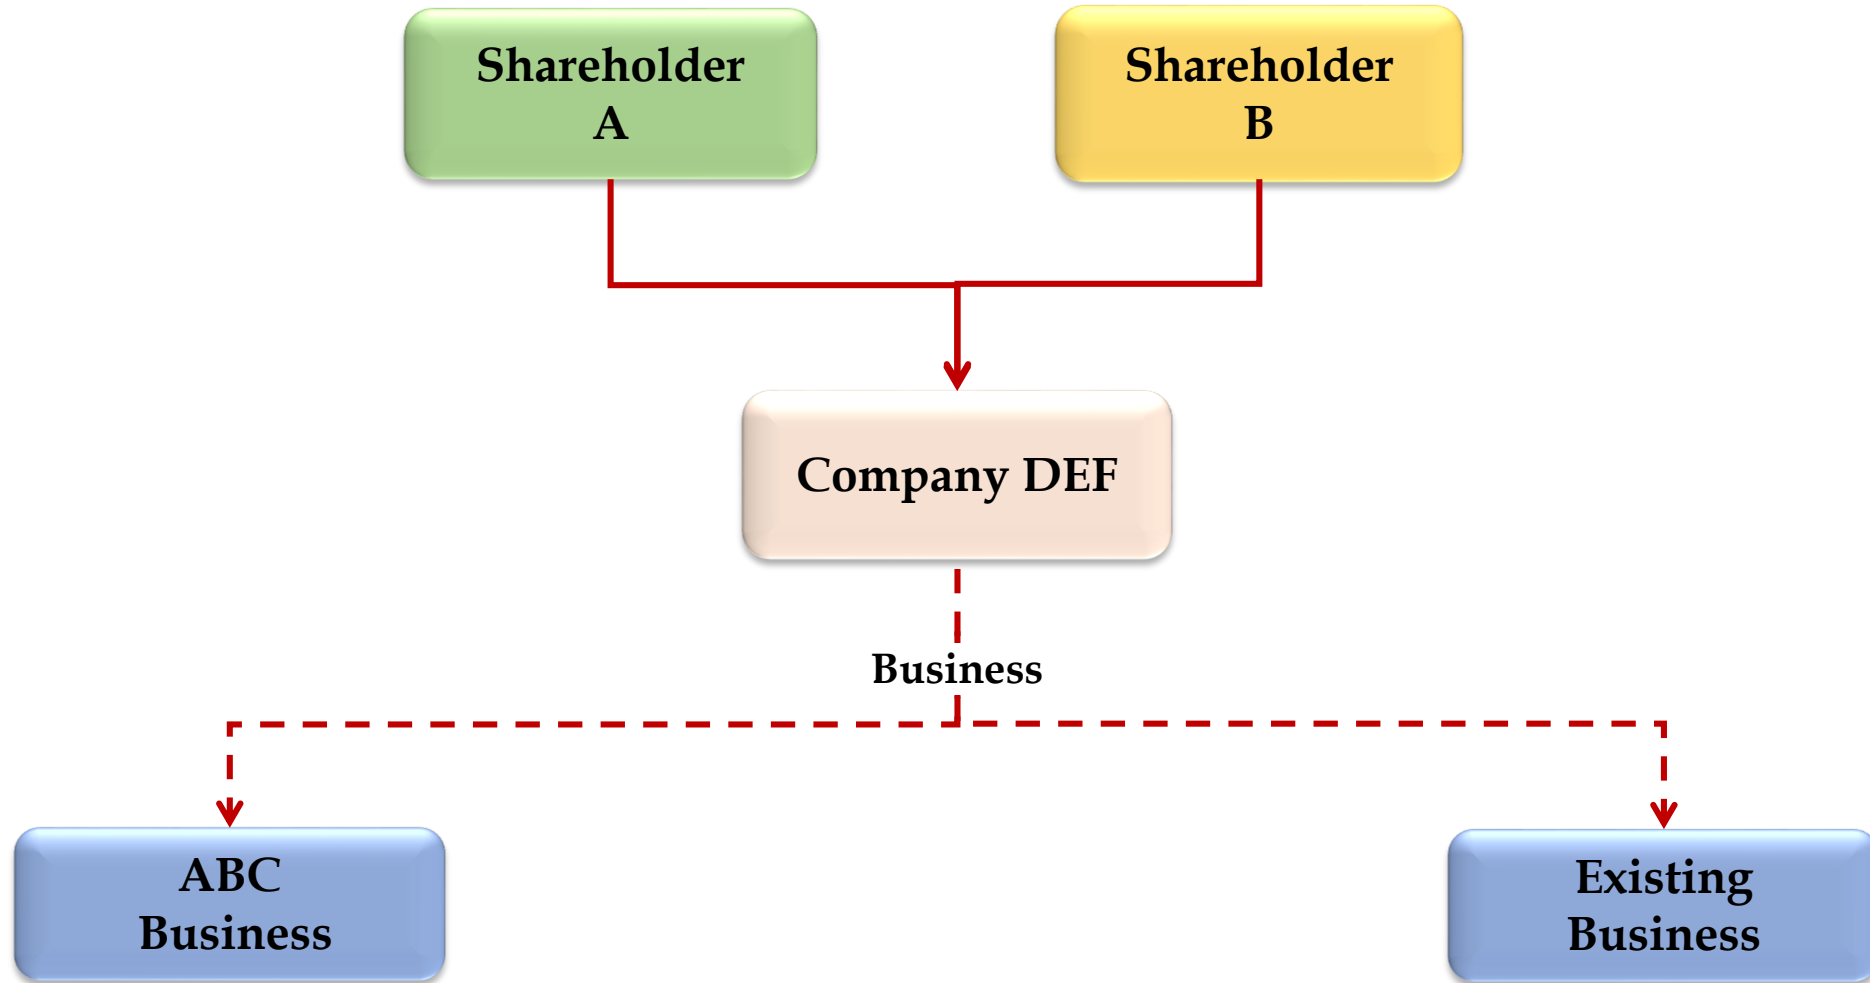 Shareholder
A
Shareholder
B
Company DEF
Business
ABC
Business
Existing
Business